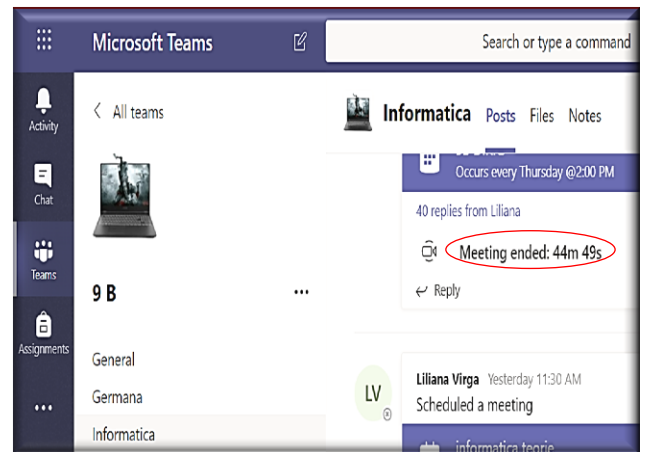 Microsoft Teams
Search or type a command
Activity
Chat
Teams
Assignments
All teams
9 B
General
Germana
Informatica
Informatica Posts Files Notes
Occurs every Thursday @2:00 PM
40 replies from Liliana
Meeting ended: 44m 49s
Reply
LV
Liliana Virga Yesterday 11:30 AM
Scheduled a meeting
informatica teorie